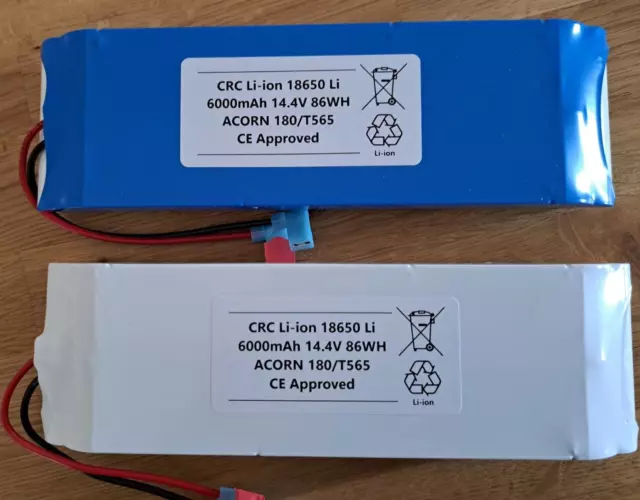 CRC Li-ion 18650 Li
6000mAh 14.4V 86WH
ACORN 180/T565
CE Approved
Li-ion
CRC Li-ion 18650 Li
6000mAh 14.4V 86WH
ACORN 180/T565
CE Approved
Li-ion